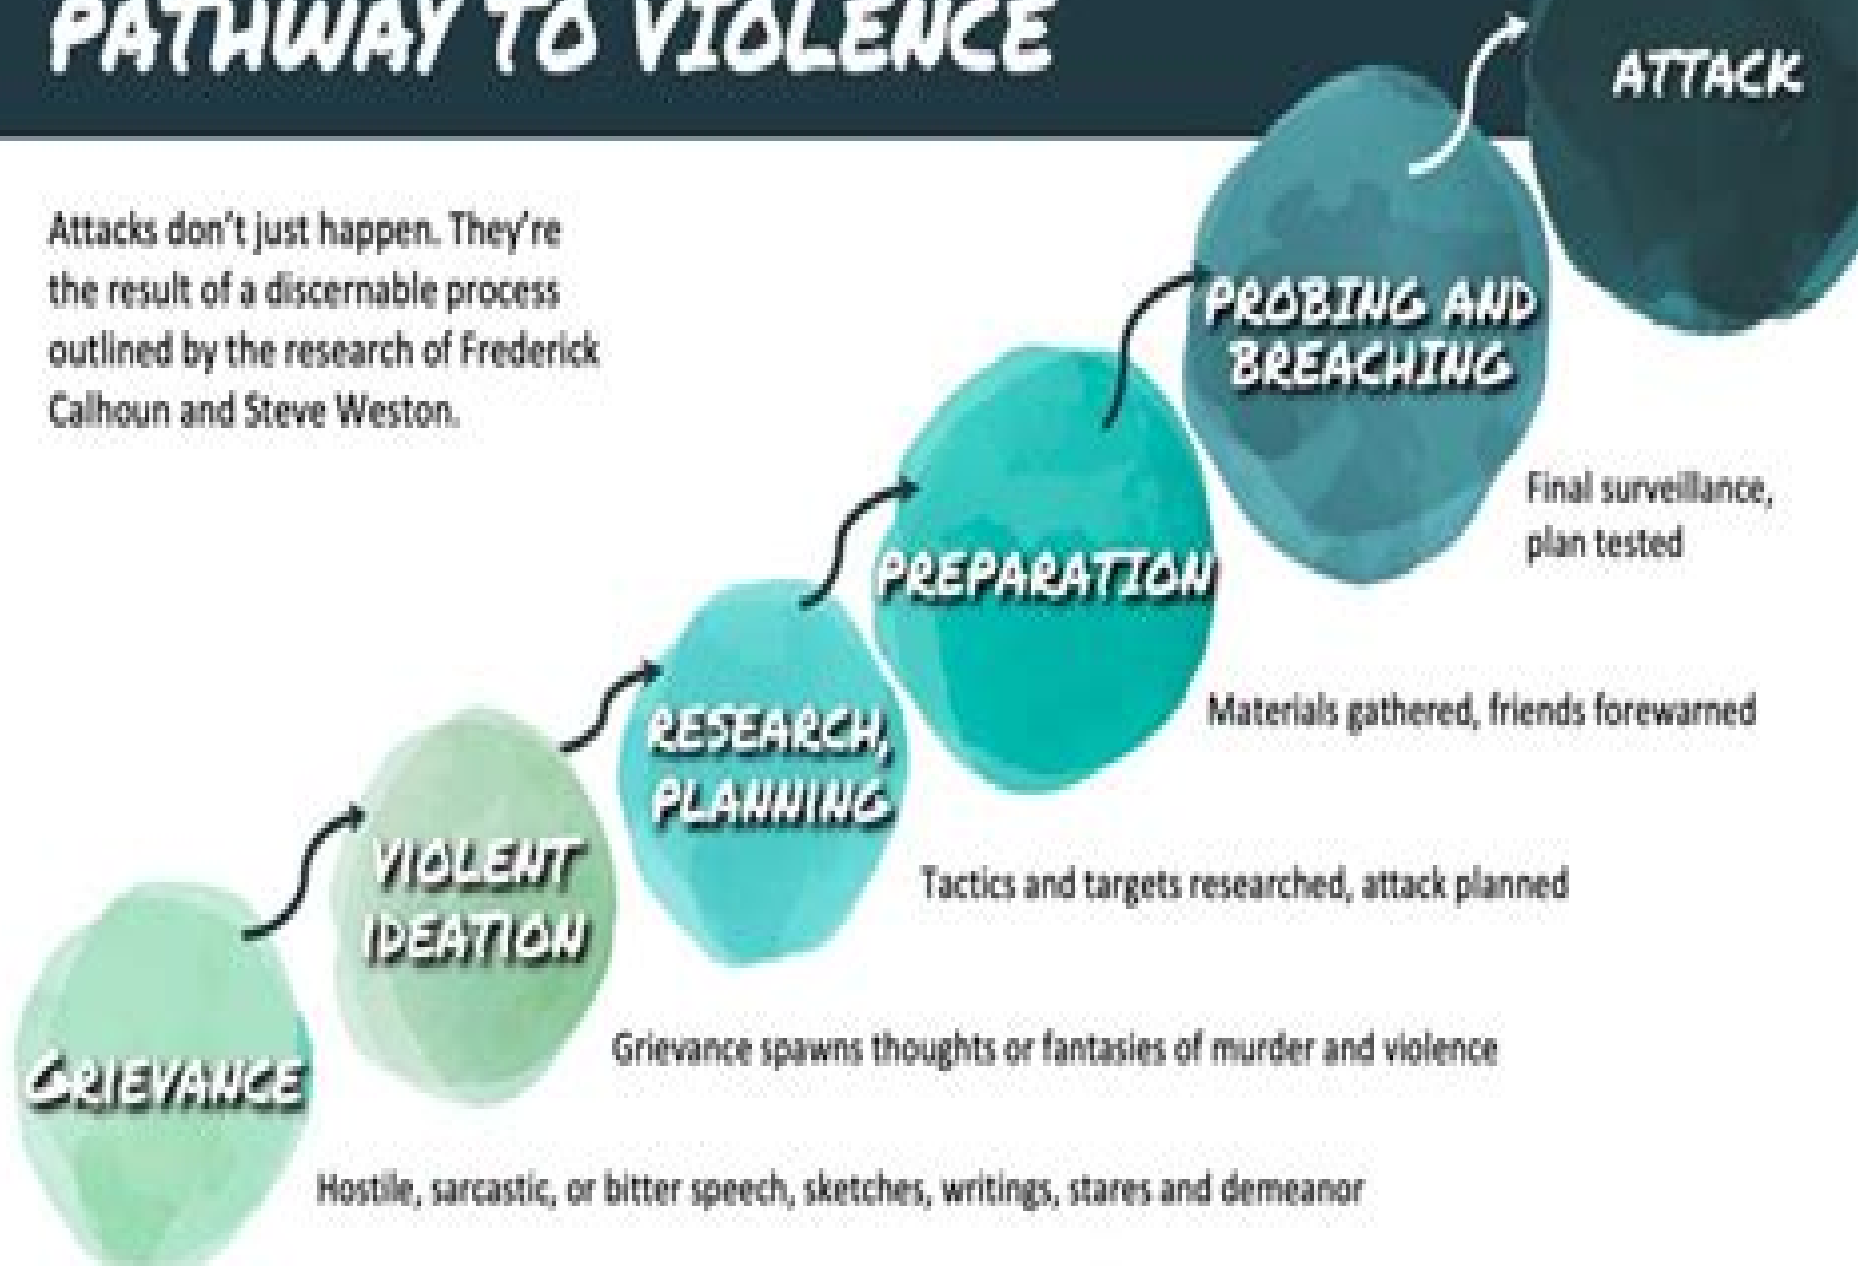 PATHWAY TO VIOLENCE
ATTACK
Attacks don't just happen. They're
the result of a discernable process
outlined by the research of Frederick
Calhoun and Steve Weston.
PROBING AND
BREACHING
Final surveillance,
plan tested
PREPARATION
Materials gathered, friends forewarned
RESEARCH,
PLANNING
Tactics and targets researched, attack planned
VIOLENT
IDEATION
Grievance spawns thoughts or fantasies of murder and violence
GRIEVANCE
Hostile, sarcastic, or bitter speech, sketches, writings, stares and demeanor